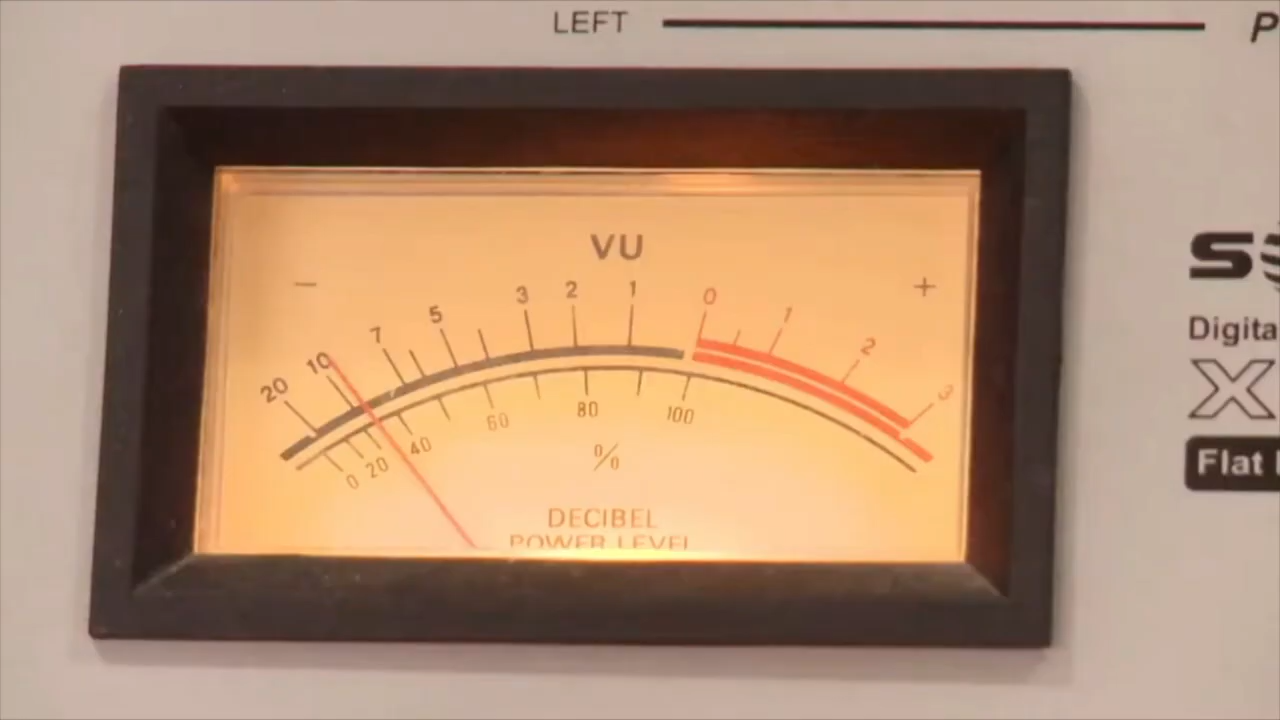 LEFT
VU
− +
20 10 7 5 3 2 1 0 1 2 3
0 20 40 60 80 100
%
DECIBEL
POWER LEVEL
Digita
X
Flat